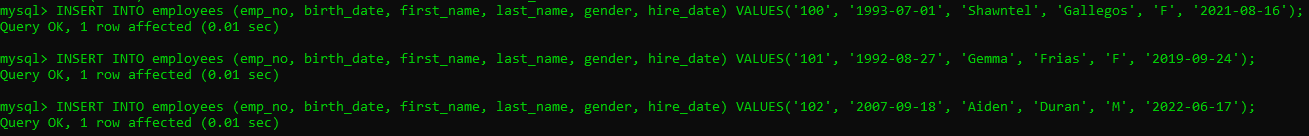 mysql> INSERT INTO employees (emp_no, birth_date, first_name, last_name, gender, hire_date) VALUES('100', '1993-07-01', 'Shawntel', 'Gallegos', 'F', '2021-08-16');
Query OK, 1 row affected (0.01 sec)
mysql> INSERT INTO employees (emp_no, birth_date, first_name, last_name, gender, hire_date) VALUES('101', '1992-08-27', 'Gemma', 'Frias', 'F', '2019-09-24');
Query OK, 1 row affected (0.01 sec)
mysql> INSERT INTO employees (emp_no, birth_date, first_name, last_name, gender, hire_date) VALUES('102', '2007-09-18', 'Aiden', 'Duran', 'M', '2022-06-17');
Query OK, 1 row affected (0.01 sec)